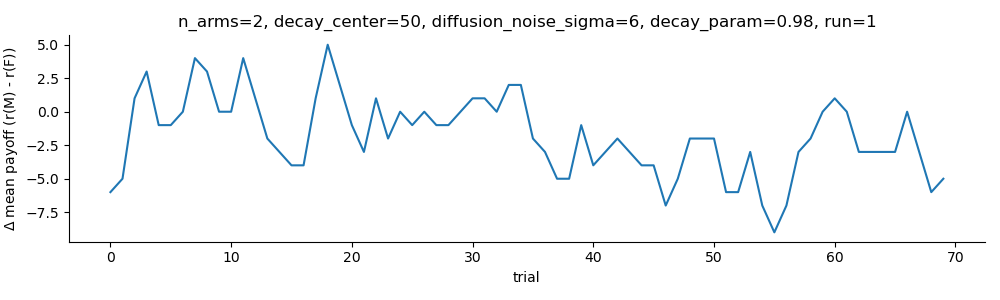 n_arms=2, decay_center=50, diffusion_noise_sigma=6, decay_param=0.98, run=1
Δ mean payoff (r(M) - r(F))
5.0
2.5
0.0
−2.5
−5.0
−7.5
0 10 20 30 40 50 60 70
trial